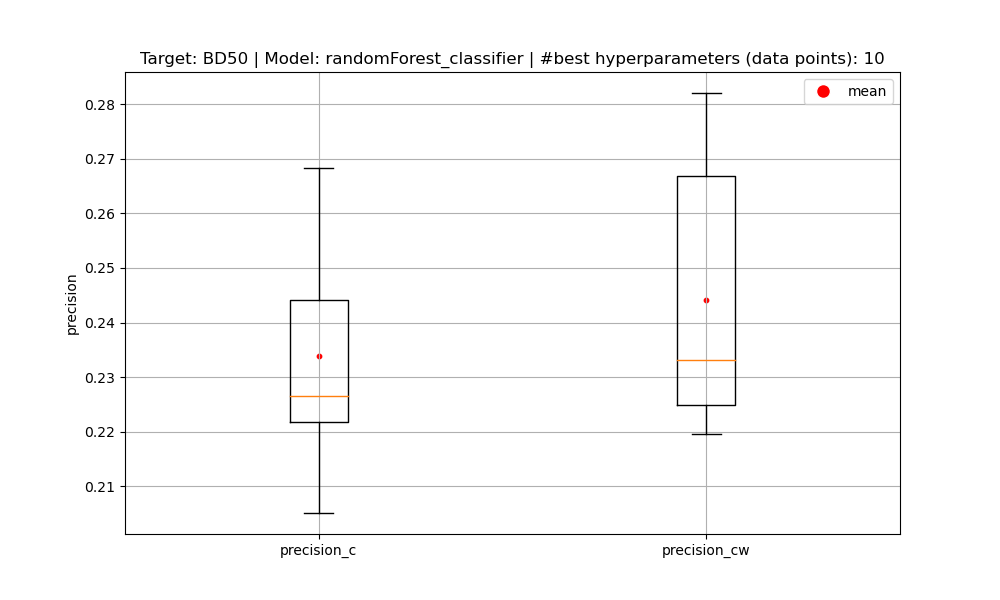 Target: BD50 | Model: randomForest_classifier | #best hyperparameters (data points): 10
mean
0.28
0.27
0.26
0.25
0.24
0.23
0.22
0.21
precision
precision_c
precision_cw